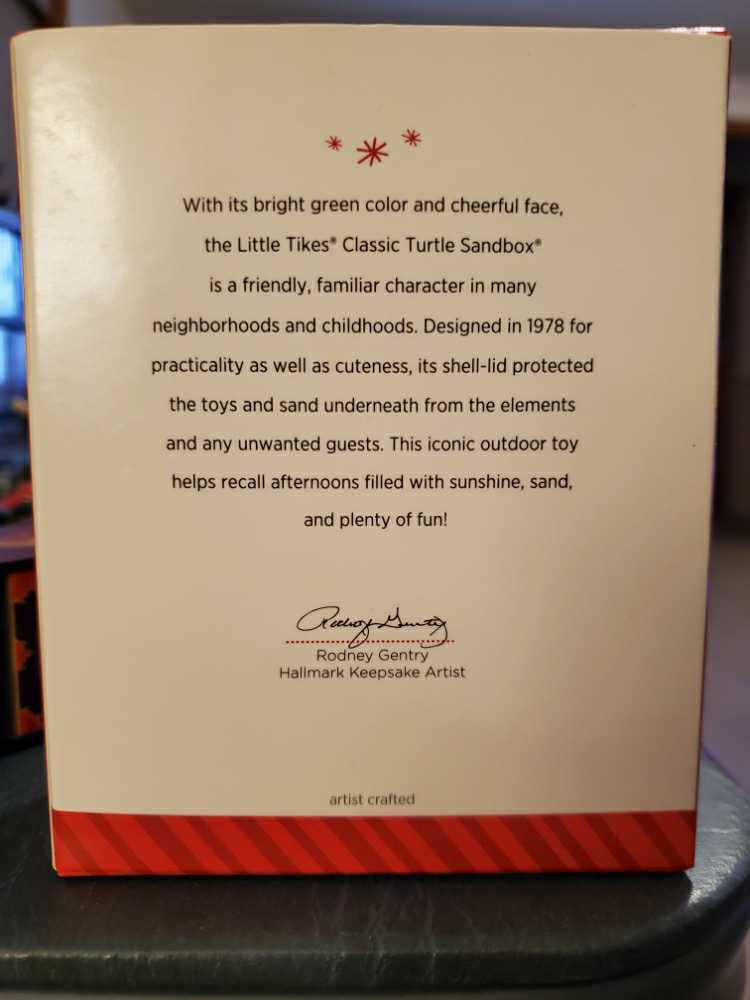 With its bright green color and cheerful face,
the Little Tikes® Classic Turtle Sandbox®
is a friendly, familiar character in many
neighborhoods and childhoods. Designed in 1978 for
practicality as well as cuteness, its shell-lid protected
the toys and sand underneath from the elements
and any unwanted guests. This iconic outdoor toy
helps recall afternoons filled with sunshine, sand,
and plenty of fun!
Rodney Gentry
Rodney Gentry
Hallmark Keepsake Artist
artist crafted